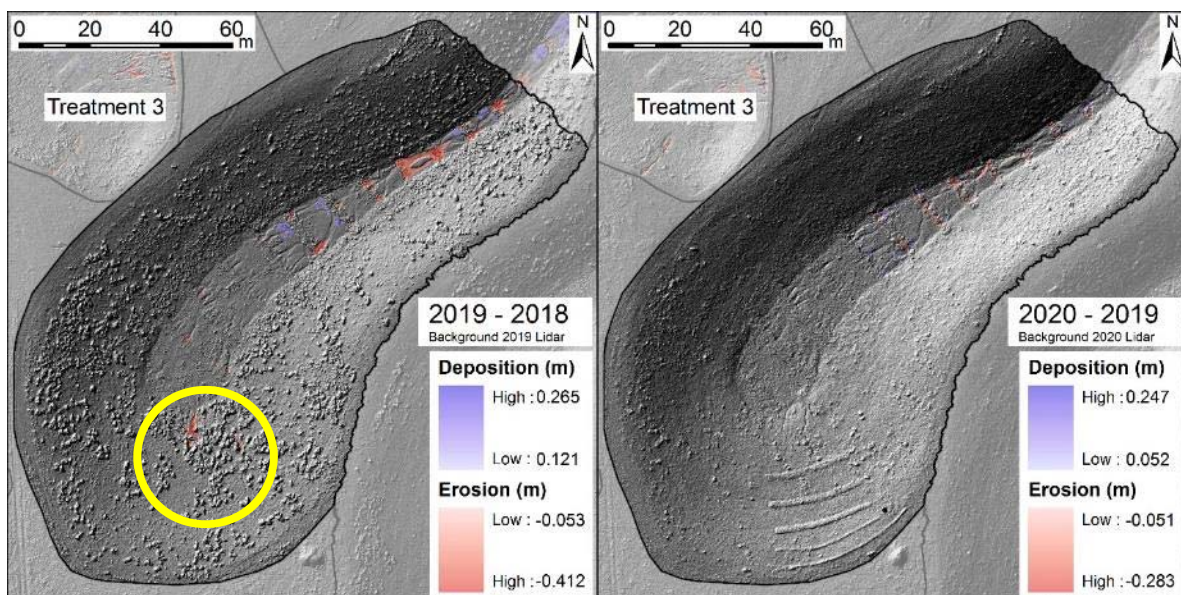 0 20 40 60
m
N
Treatment 3
2019 - 2018
Background 2019 Lidar
Deposition (m)
High : 0.265
Low : 0.121
Erosion (m)
Low : -0.053
High : -0.412
0 20 40 60
m
N
Treatment 3
2020 - 2019
Background 2020 Lidar
Deposition (m)
High : 0.247
Low : 0.052
Erosion (m)
Low : -0.051
High : -0.283